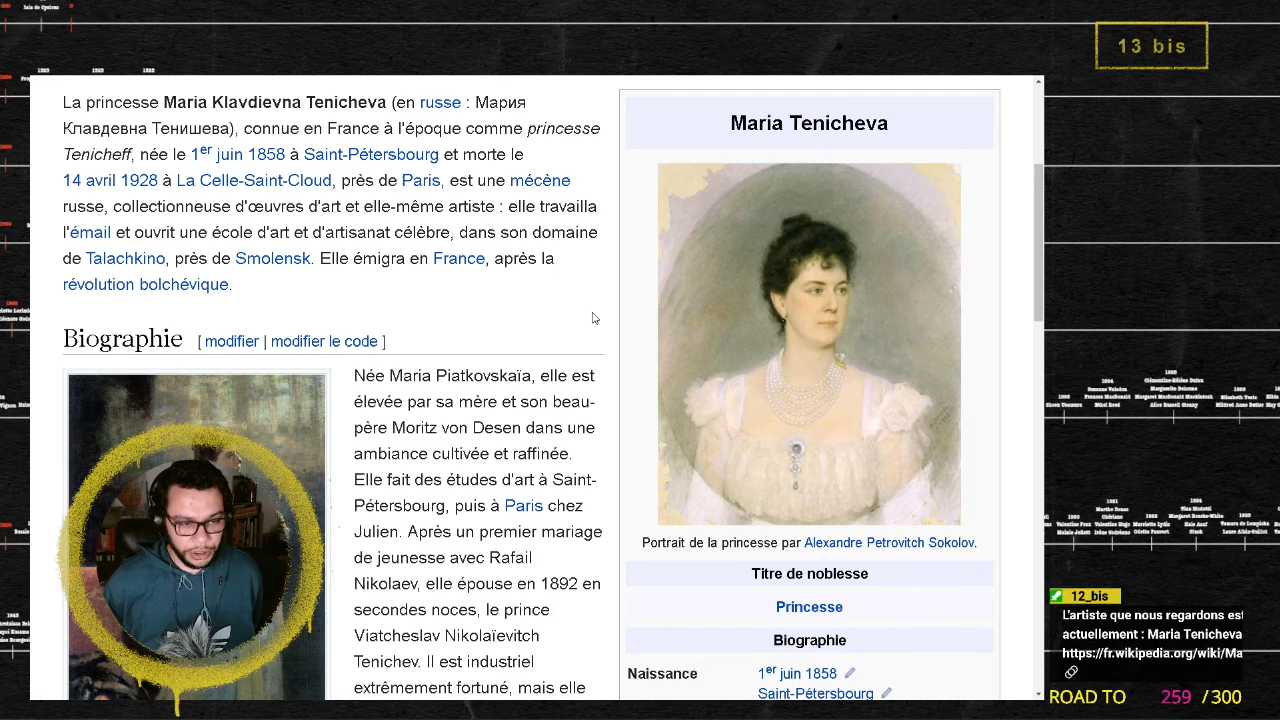 13 bis
La princesse Maria Klavdievna Tenicheva (en russe : Мария
Клавдевна Тенишева), connue en France à l'époque comme princesse
Tenicheff, née le 1er juin 1858 à Saint-Pétersbourg et morte le
14 avril 1928 à La Celle-Saint-Cloud, près de Paris, est une mécène
russe, collectionneuse d'œuvres d'art et elle-même artiste : elle travailla
l'émail et ouvrit une école d'art et d'artisanat célèbre, dans son domaine
de Talachkino, près de Smolensk. Elle émigra en France, après la
révolution bolchévique.
Biographie [ modifier | modifier le code ]
Née Maria Piatkovskaïa, elle est
élevée par sa mère et son beau-
père Moritz von Desen dans une
ambiance cultivée et raffinée.
Elle fait des études d'art à Saint-
Pétersbourg, puis à Paris chez
Julien. Après un premier mariage
de jeunesse avec Rafail
Nikolaev, elle épouse en 1892 en
secondes noces, le prince
Viatcheslav Nikolaïevitch
Tenichev. Il est industriel
extrêmement fortuné, mais elle
Maria Tenicheva
Portrait de la princesse par Alexandre Petrovitch Sokolov.
Titre de noblesse
Princesse
Biographie
Naissance 1er juin 1858
Saint-Pétersbourg
12_bis
L'artiste que nous regardons est
actuellement : Maria Tenicheva
https://fr.wikipedia.org/wiki/Ma
ROAD TO 259 / 300